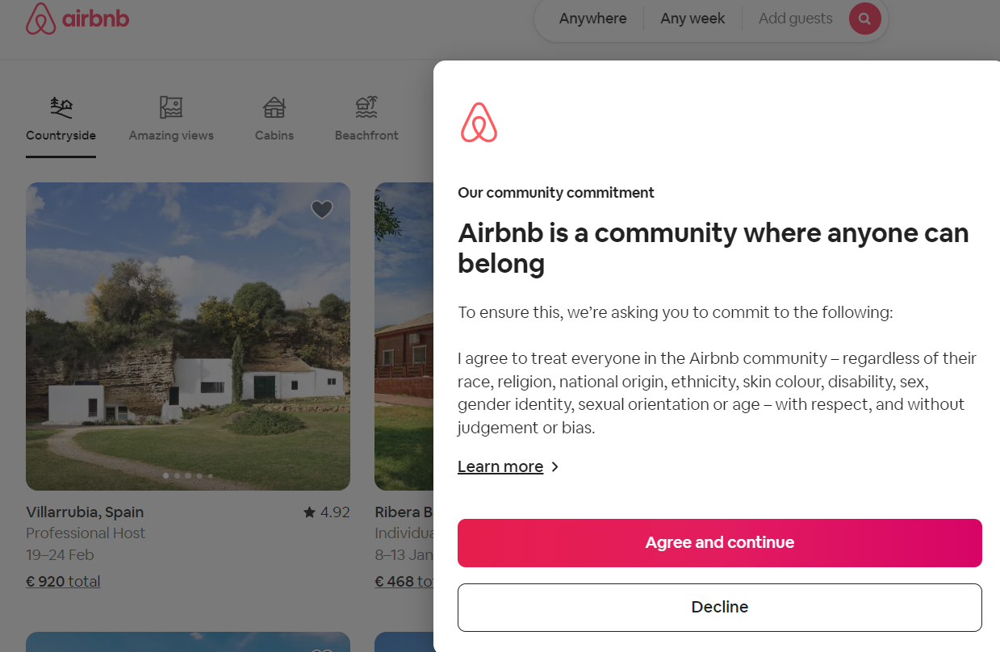 airbnb
Anywhere
Any week
Add guests
Countryside
Amazing views
Cabins
Beachfront
Villarrubia, Spain
4.92
Professional Host
19–24 Feb
€ 920 total
Ribera B
Individua
8–13 Jan
€ 468 to
Our community commitment
Airbnb is a community where anyone can
belong
To ensure this, we’re asking you to commit to the following:
I agree to treat everyone in the Airbnb community – regardless of their
race, religion, national origin, ethnicity, skin colour, disability, sex,
gender identity, sexual orientation or age – with respect, and without
judgement or bias.
Learn more
Agree and continue
Decline